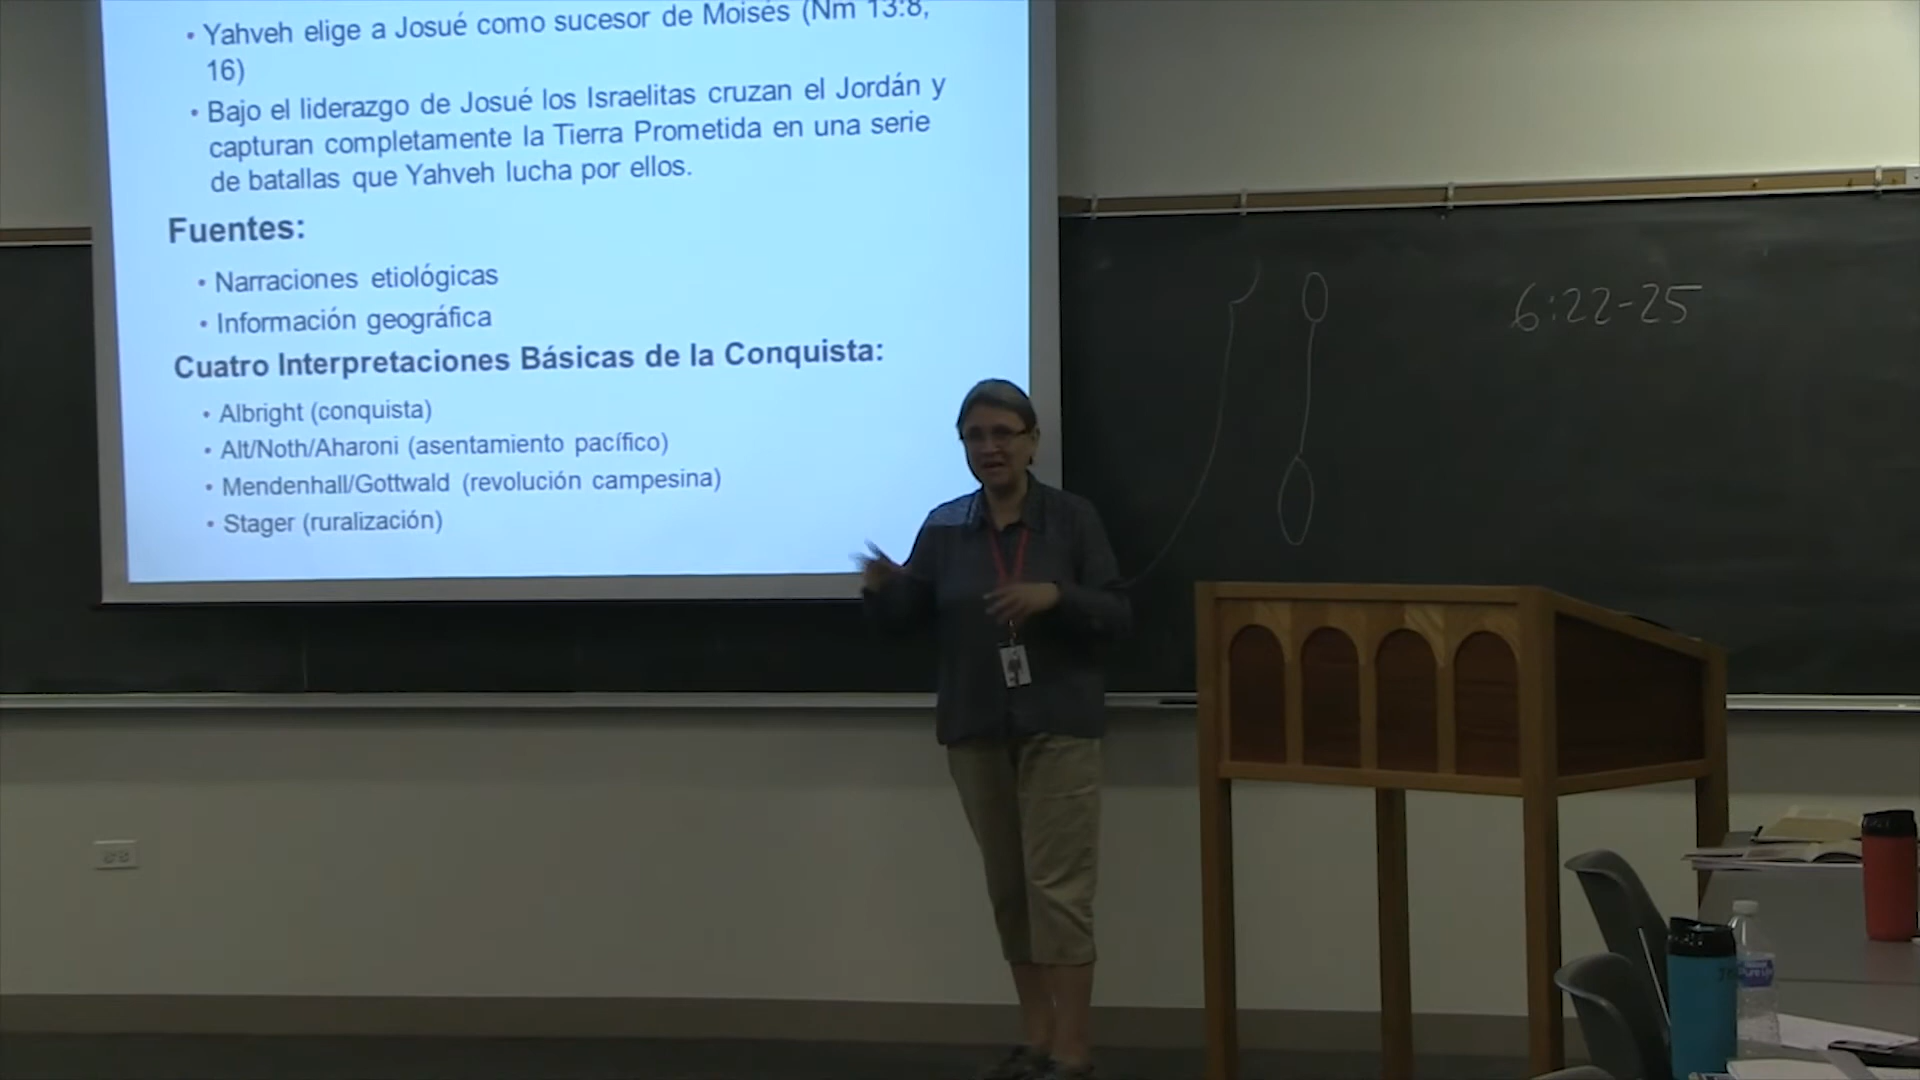 • Yahveh elige a Josué como sucesor de Moisés (Nm 13:8,
16)
• Bajo el liderazgo de Josué los Israelitas cruzan el Jordán y
capturan completamente la Tierra Prometida en una serie
de batallas que Yahveh lucha por ellos.
Fuentes:
• Narraciones etiológicas
• Información geográfica
Cuatro Interpretaciones Básicas de la Conquista:
• Albright (conquista)
• Alt/Noth/Aharoni (asentamiento pacífico)
• Mendenhall/Gottwald (revolución campesina)
• Stager (ruralización)
6:22-25